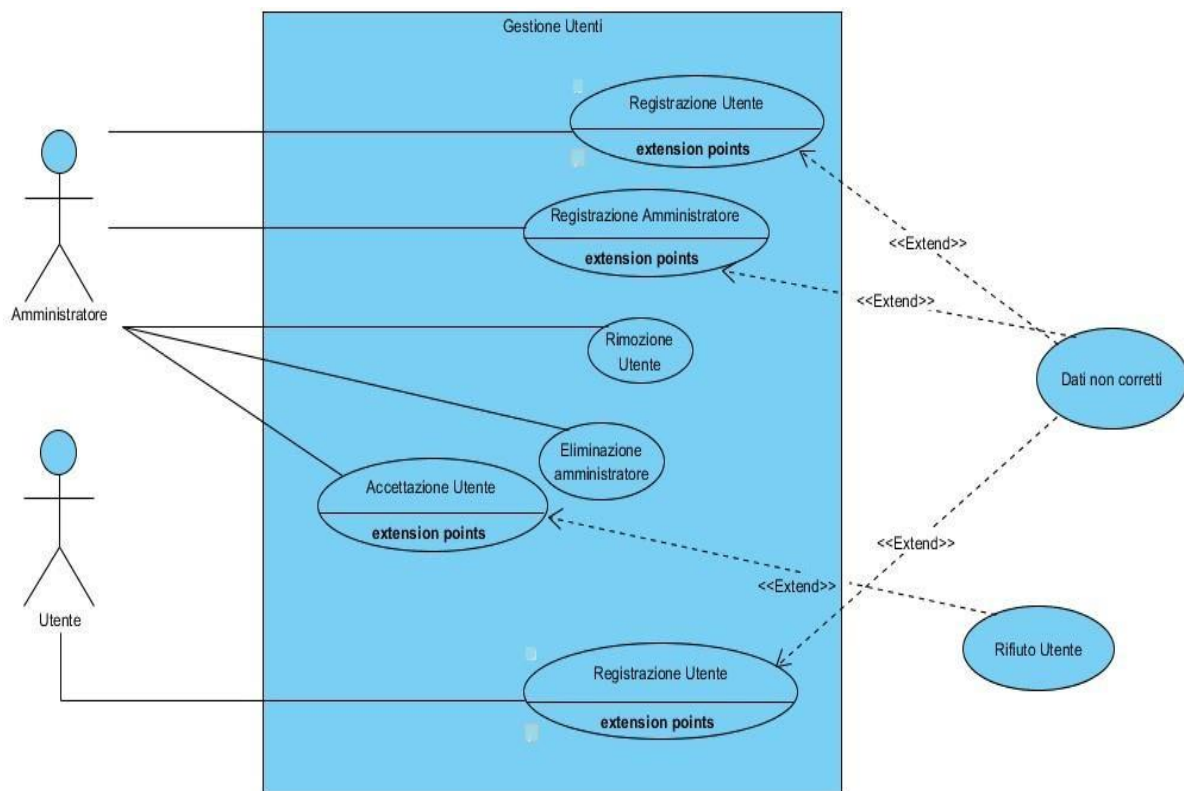 Gestione Utenti
Registrazione Utente
extension points
Registrazione Amministratore
extension points
<<Extend>>
<<Extend>>
Amministratore
Rimozione
Utente
Dati non corretti
Eliminazione
amministratore
Accettazione Utente
extension points
<<Extend>>
<<Extend>>
Utente
Rifiuto Utente
Registrazione Utente
extension points